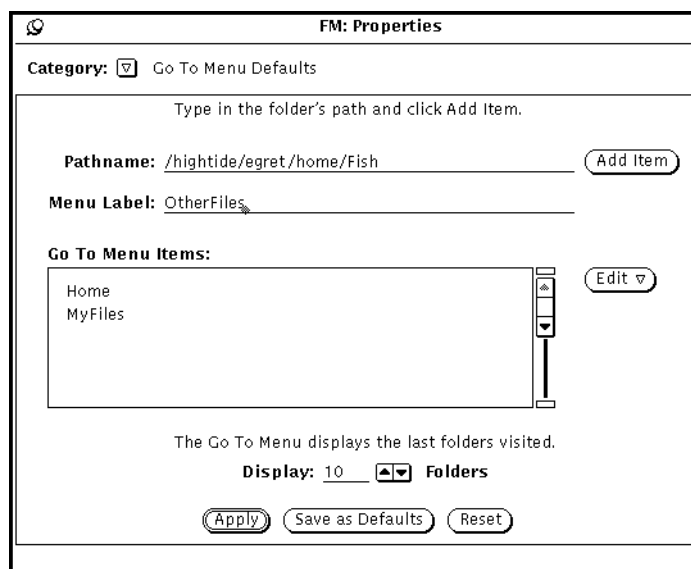 FM: Properties
Category: Go To Menu Defaults
Type in the folder's path and click Add Item.
Pathname: /hightide/egret/home/Fish Add Item
Menu Label: OtherFiles
Go To Menu Items:
Edit
Home
MyFiles
The Go To Menu displays the last folders visited.
Display: 10 Folders
Apply Save as Defaults Reset